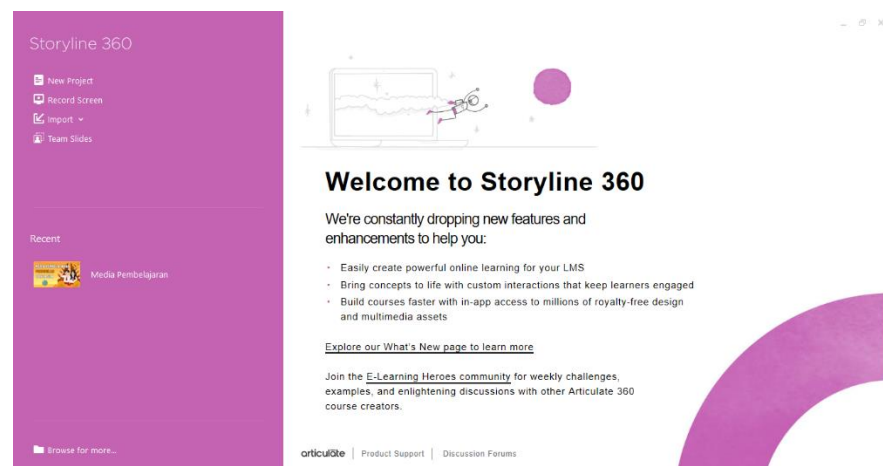 Storyline 360
New Project
Record Screen
Import
Team Slides
Recent
Media Pembelajaran
Browse for more...
Welcome to Storyline 360
We're constantly dropping new features and
enhancements to help you:
· Easily create powerful online learning for your LMS
· Bring concepts to life with custom interactions that keep learners engaged
· Build courses faster with in-app access to millions of royalty-free design
and multimedia assets
Explore our What's New page to learn more
Join the E-Learning Heroes community for weekly challenges,
examples, and enlightening discussions with other Articulate 360
course creators.
articulate | Product Support | Discussion Forums